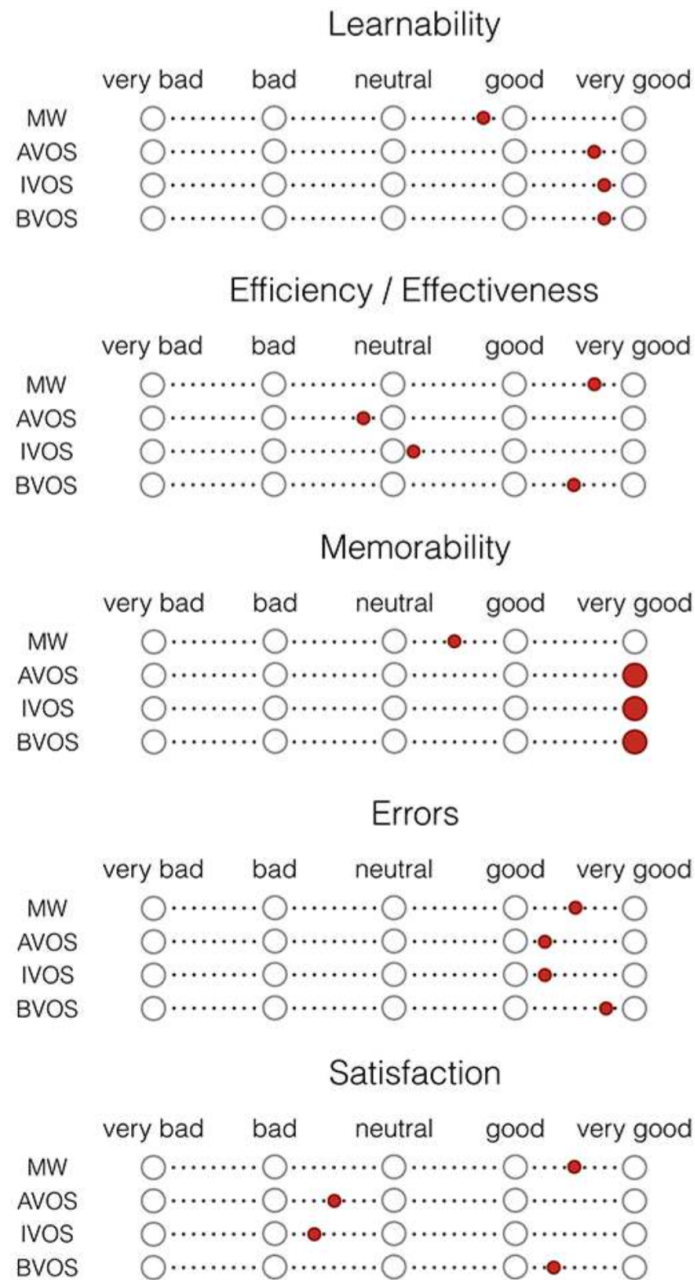 Learnability
very bad bad neutral good very good
MW
AVOS
IVOS
BVOS
Efficiency / Effectiveness
very bad bad neutral good very good
MW
AVOS
IVOS
BVOS
Memorability
very bad bad neutral good very good
MW
AVOS
IVOS
BVOS
Errors
very bad bad neutral good very good
MW
AVOS
IVOS
BVOS
Satisfaction
very bad bad neutral good very good
MW
AVOS
IVOS
BVOS